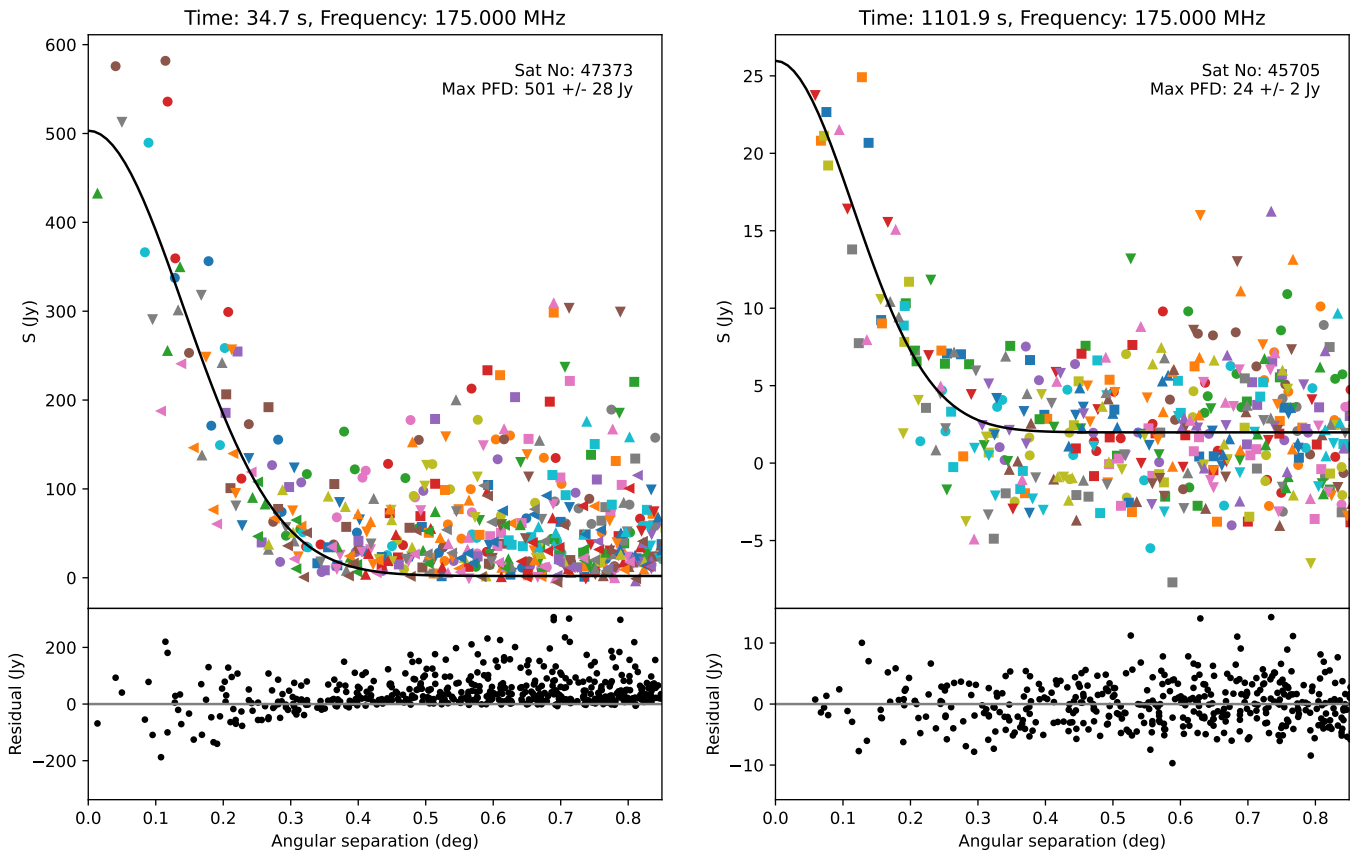 Time: 34.7 s, Frequency: 175.000 MHz
Sat No: 47373
Max PFD: 501 +/- 28 Jy
S (Jy)
600
500
400
300
200
100
0
Residual (Jy)
200
0
−200
0.0 0.1 0.2 0.3 0.4 0.5 0.6 0.7 0.8
Angular separation (deg)
Time: 1101.9 s, Frequency: 175.000 MHz
Sat No: 45705
Max PFD: 24 +/- 2 Jy
S (Jy)
25
20
15
10
5
0
−5
Residual (Jy)
10
0
−10
0.0 0.1 0.2 0.3 0.4 0.5 0.6 0.7 0.8
Angular separation (deg)